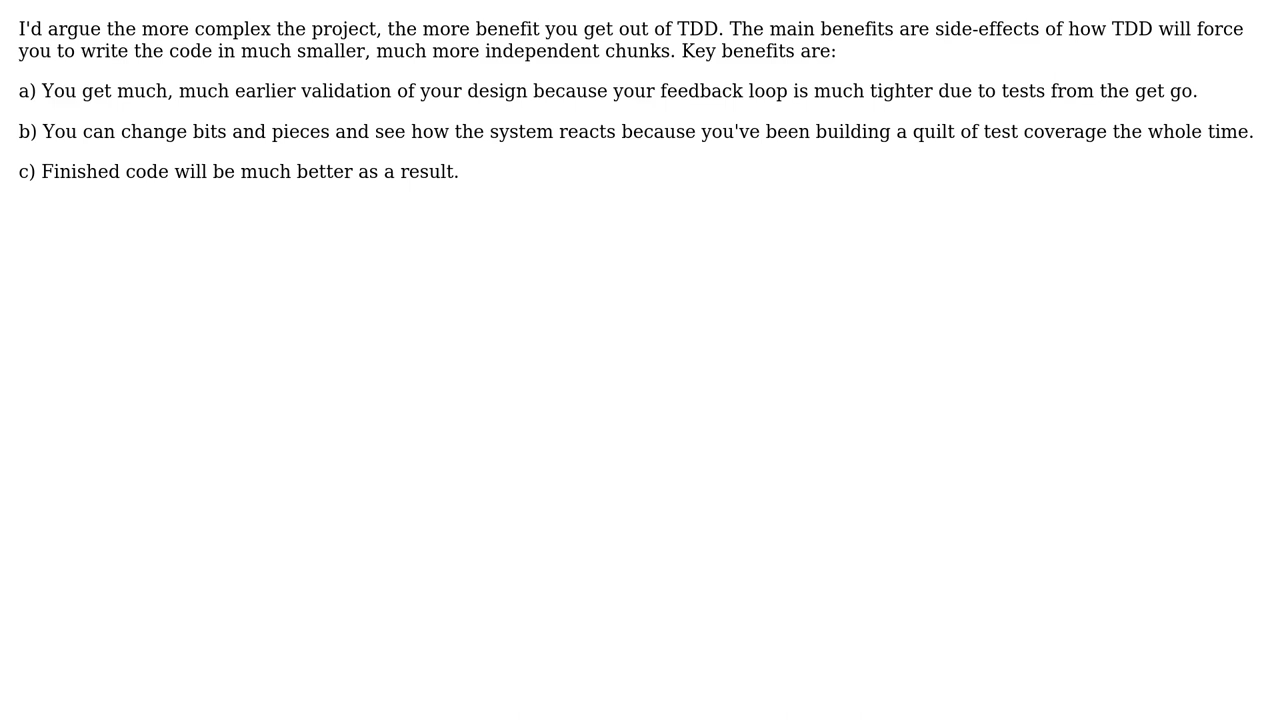 I'd argue the more complex the project, the more benefit you get out of TDD. The main benefits are side-effects of how TDD will force
you to write the code in much smaller, much more independent chunks. Key benefits are:
a) You get much, much earlier validation of your design because your feedback loop is much tighter due to tests from the get go.
b) You can change bits and pieces and see how the system reacts because you've been building a quilt of test coverage the whole time.
c) Finished code will be much better as a result.